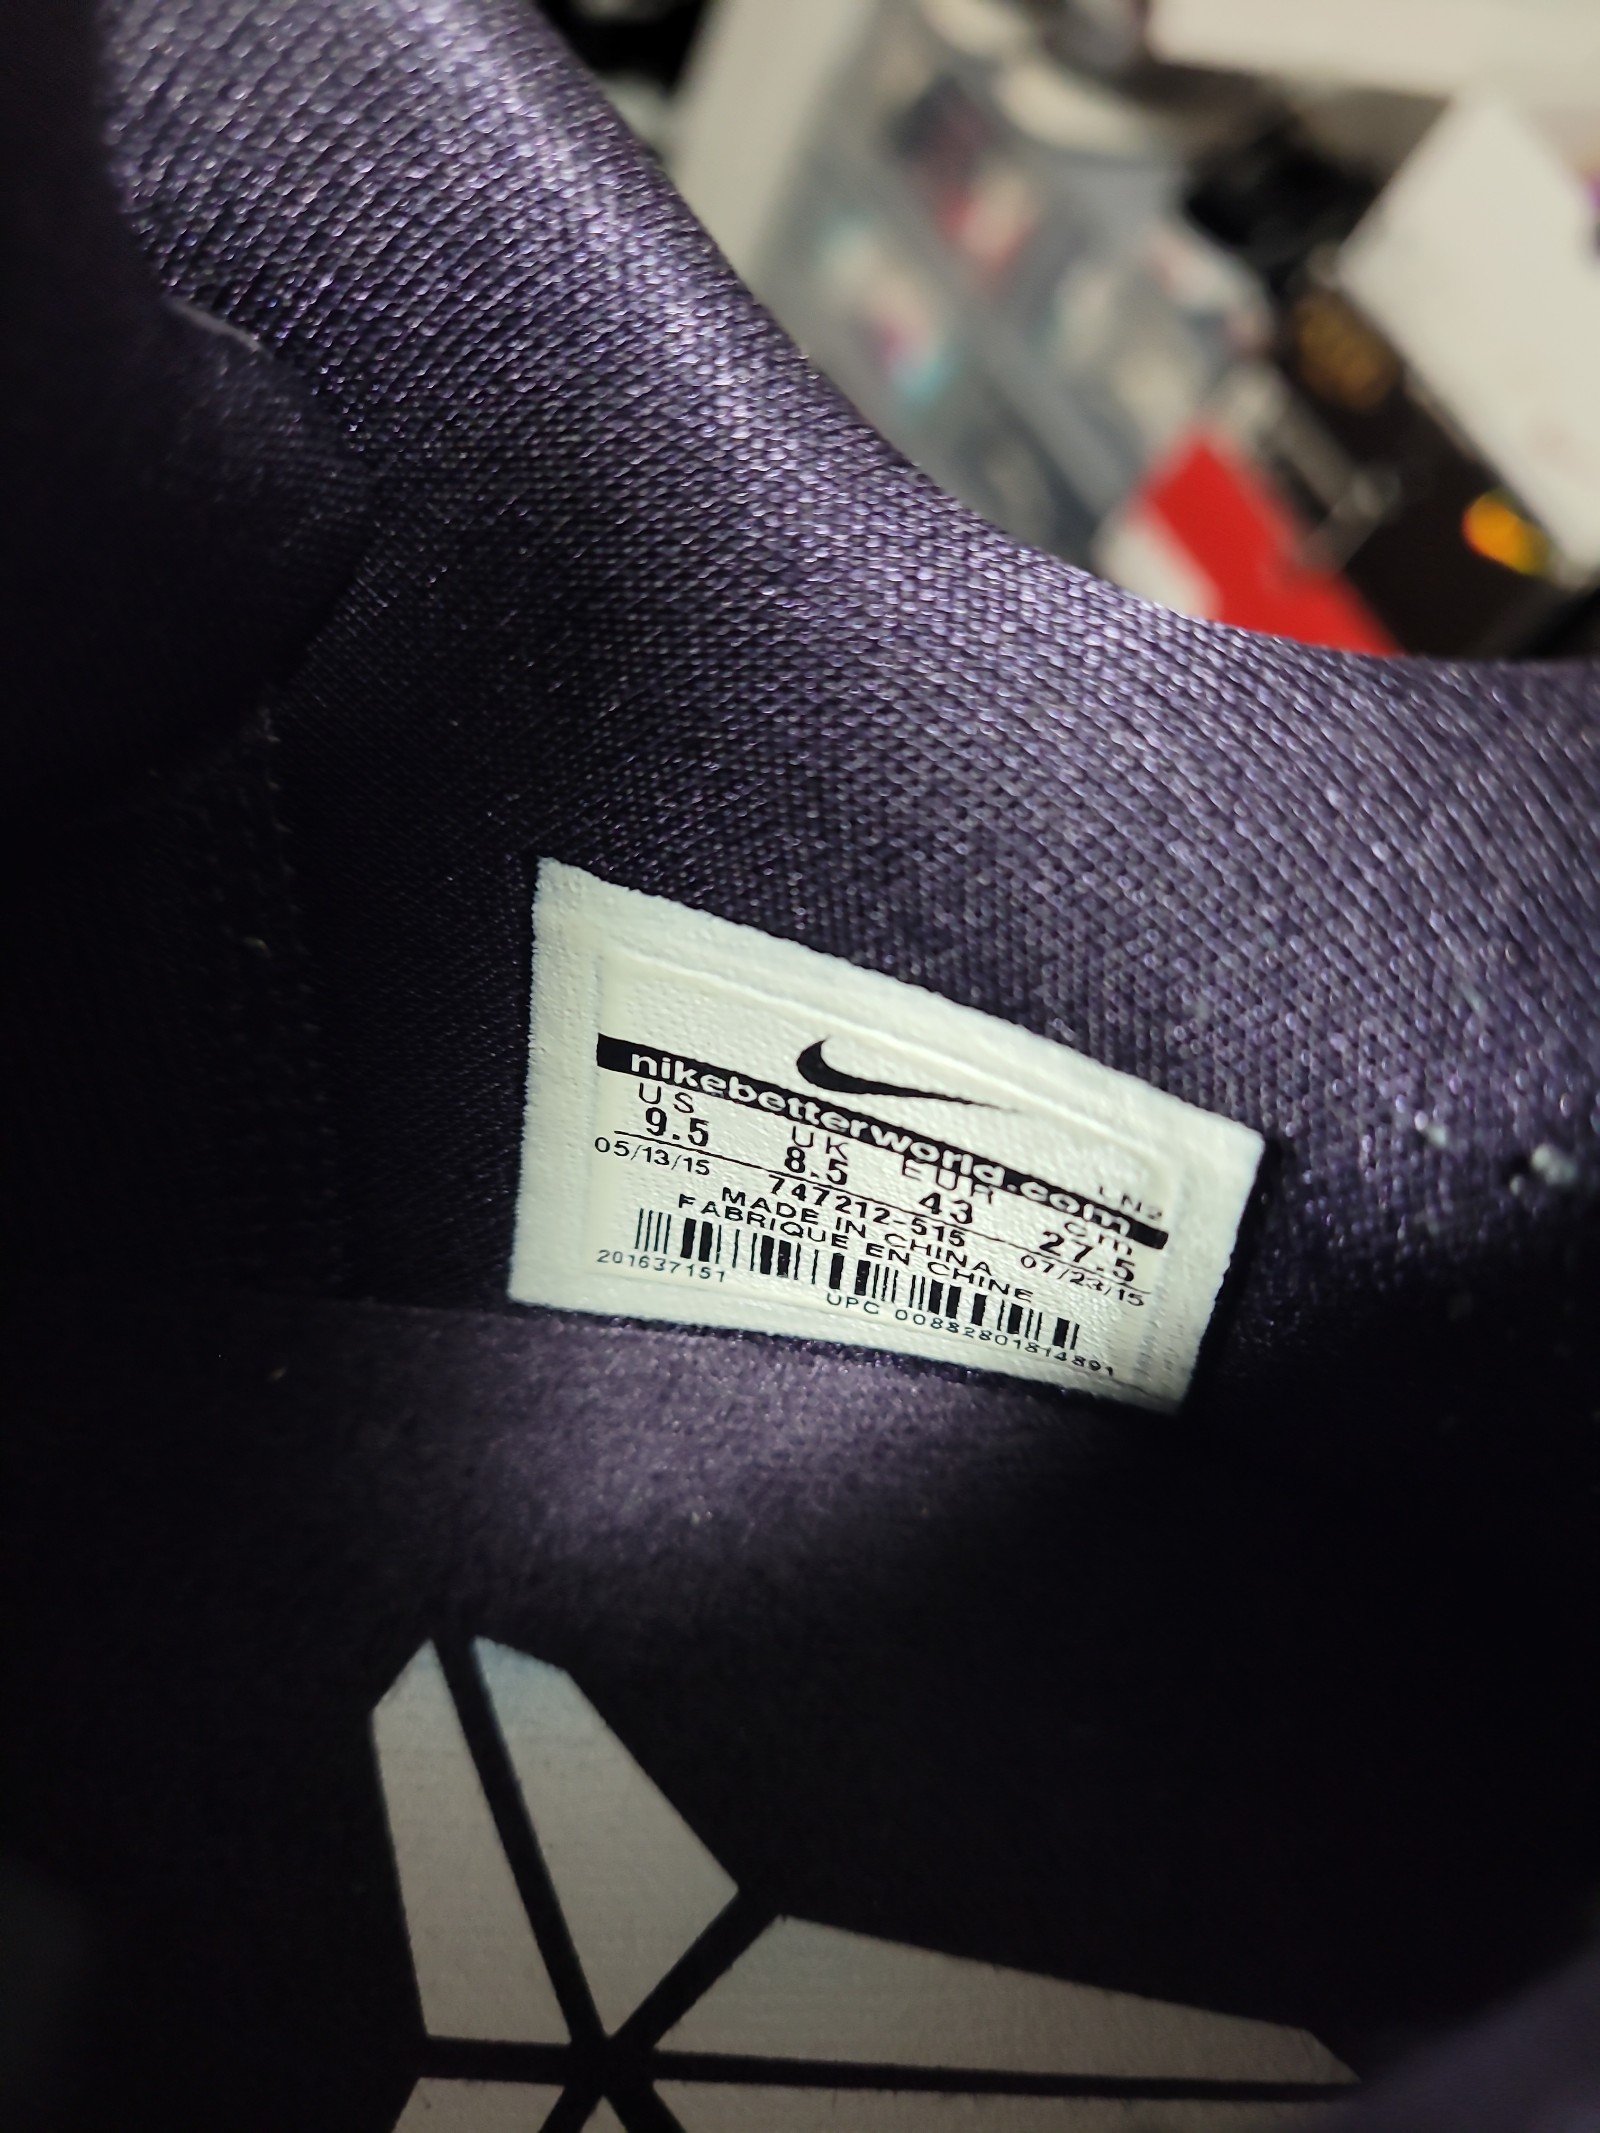 nikebetterworld.com
LN2
US UK EUR cm
9.5 8.5 43 27.5
05/13/15 747212-515 07/23/15
MADE IN CHINA
FABRIQUE EN CHINE
201637151
UPC 00882801814891